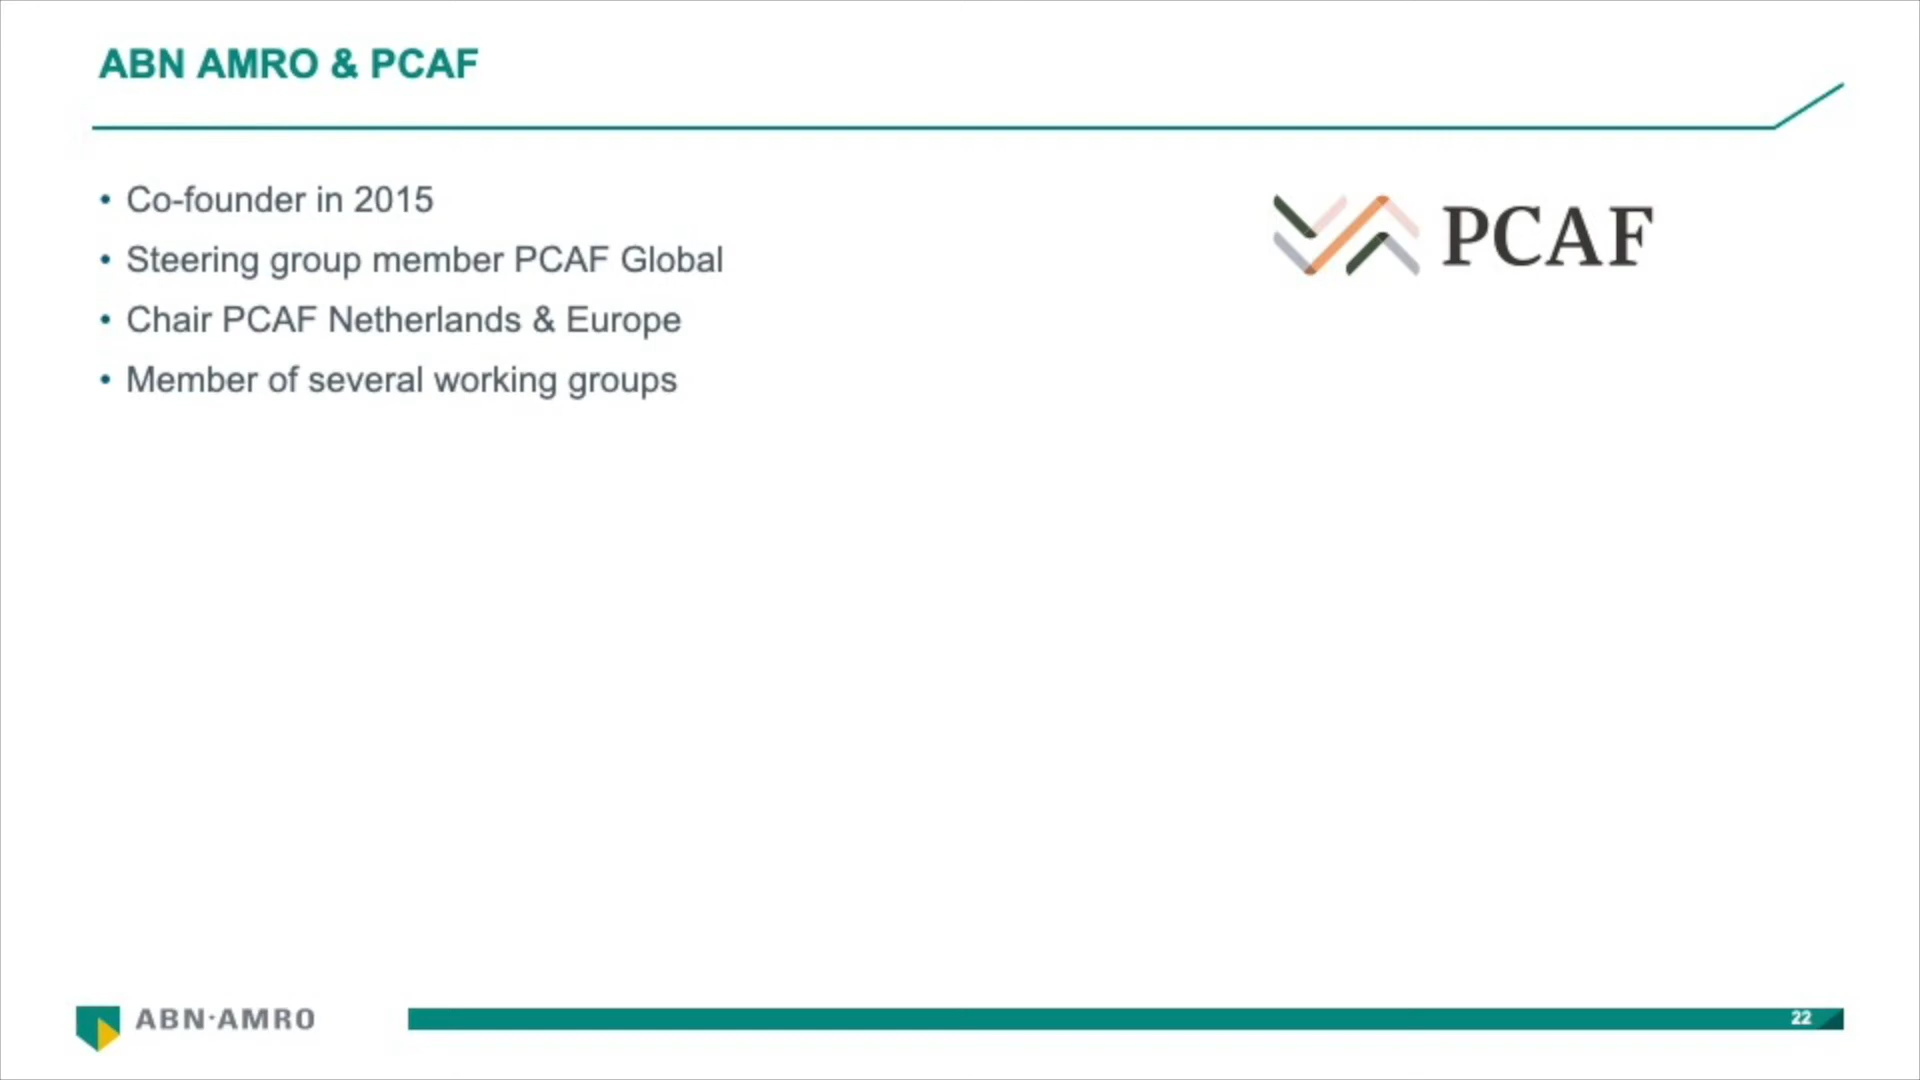 ABN AMRO & PCAF
• Co-founder in 2015
• Steering group member PCAF Global
• Chair PCAF Netherlands & Europe
• Member of several working groups
PCAF
ABN·AMRO
22